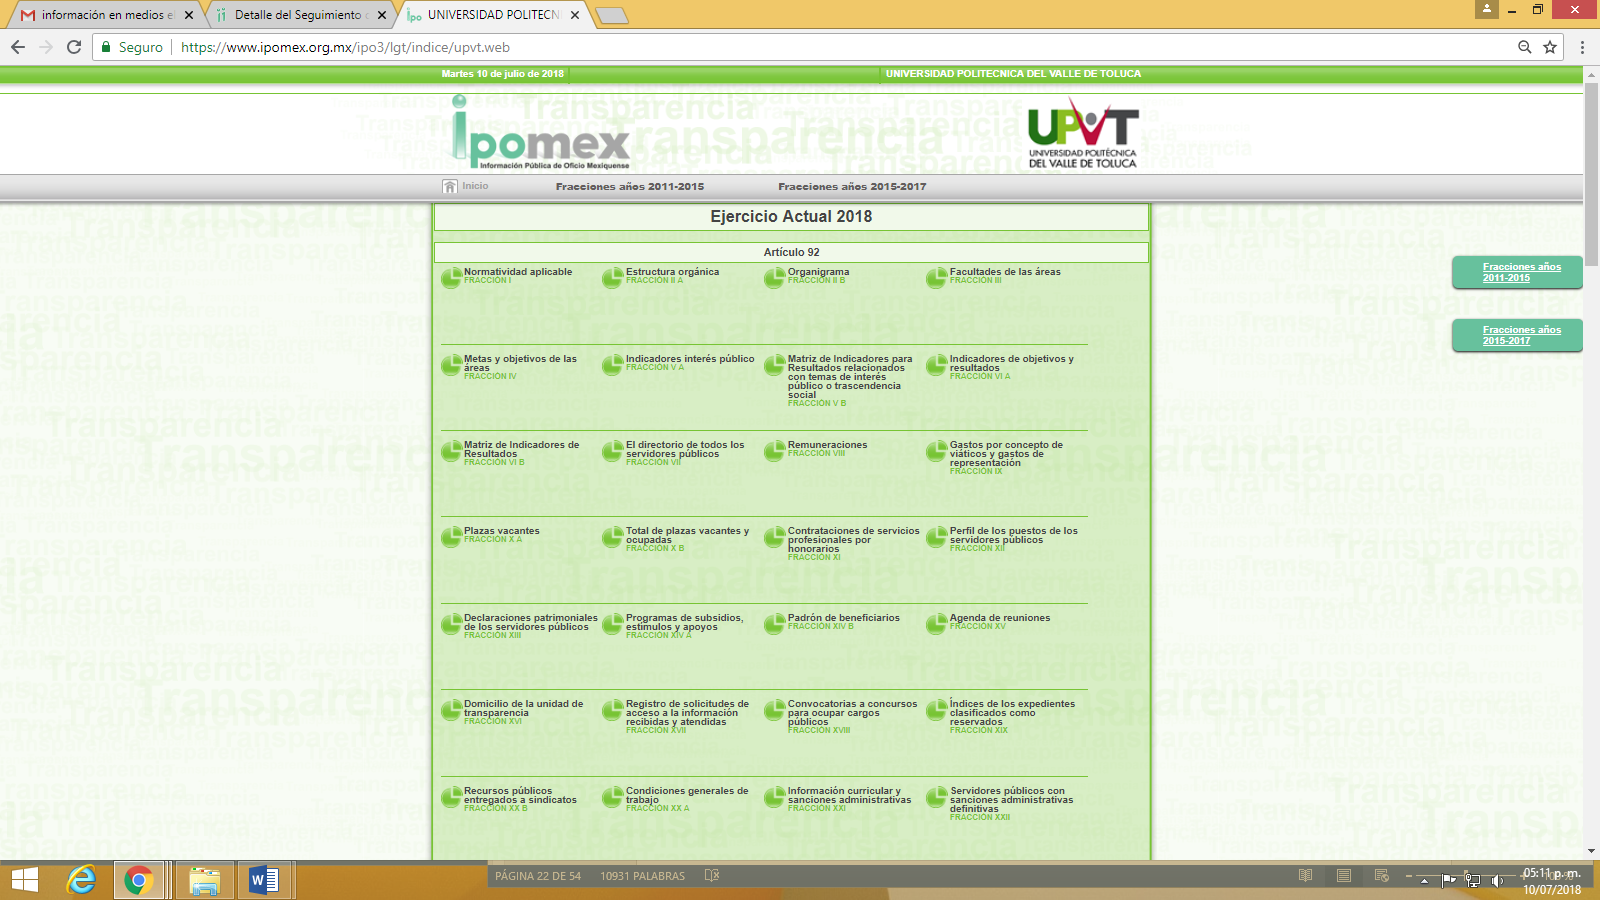 información en medios el
Detalle del Seguimiento
UNIVERSIDAD POLITECN
Seguro
https://www.ipomex.org.mx/ipo3/lgt/indice/upvt.web
Martes 10 de julio de 2018
UNIVERSIDAD POLITECNICA DEL VALLE DE TOLUCA
ipomex
Información Pública de Oficio Mexiquense
UPVT
UNIVERSIDAD POLITÉCNICA
DEL VALLE DE TOLUCA
Inicio
Fracciones años 2011-2015
Fracciones años 2015-2017
Ejercicio Actual 2018
Artículo 92
Normatividad aplicable
FRACCIÓN I
Estructura orgánica
FRACCIÓN II A
Organigrama
FRACCIÓN II B
Facultades de las áreas
FRACCIÓN III
Metas y objetivos de las
áreas
FRACCIÓN IV
Indicadores interés público
FRACCIÓN V A
Matriz de Indicadores para
Resultados relacionados
con temas de interés
público o trascendencia
social
FRACCIÓN V B
Indicadores de objetivos y
resultados
FRACCIÓN VI A
Matriz de Indicadores de
Resultados
FRACCIÓN VI B
El directorio de todos los
servidores públicos
FRACCIÓN VII
Remuneraciones
FRACCIÓN VIII
Gastos por concepto de
viáticos y gastos de
representación
FRACCIÓN IX
Plazas vacantes
FRACCIÓN X A
Total de plazas vacantes y
ocupadas
FRACCIÓN X B
Contrataciones de servicios
profesionales por
honorarios
FRACCIÓN XI
Perfil de los puestos de los
servidores públicos
FRACCIÓN XII
Declaraciones patrimoniales
de los servidores públicos
FRACCIÓN XIII
Programas de subsidios,
estímulos y apoyos
FRACCIÓN XIV A
Padrón de beneficiarios
FRACCIÓN XIV B
Agenda de reuniones
FRACCIÓN XV
Domicilio de la unidad de
transparencia
FRACCIÓN XVI
Registro de solicitudes de
acceso a la información
recibidas y atendidas
FRACCIÓN XVII
Convocatorias a concursos
para ocupar cargos
públicos
FRACCIÓN XVIII
Índices de los expedientes
clasificados como
reservados
FRACCIÓN XIX
Recursos públicos
entregados a sindicatos
FRACCIÓN XX B
Condiciones generales de
trabajo
FRACCIÓN XX A
Información curricular y
sanciones administrativas
FRACCIÓN XXI
Servidores públicos con
sanciones administrativas
definitivas
FRACCIÓN XXII
Fracciones años
2011-2015
Fracciones años
2015-2017
PÁGINA 22 DE 54
10931 PALABRAS
05:11 p. m.
10/07/2018